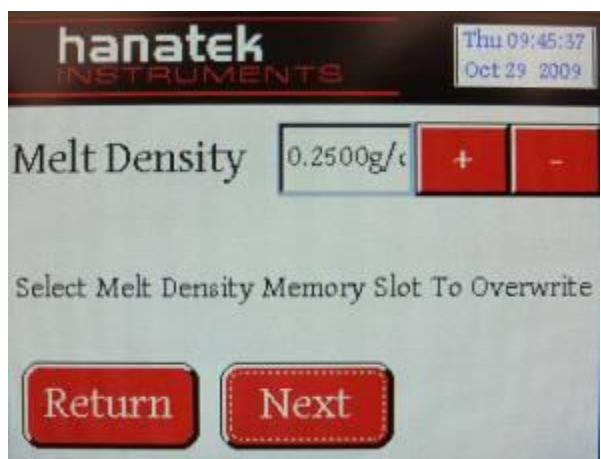 hanatek
INSTRUMENTS
Thu 09:45:37
Oct 29 2009
Melt Density
0.2500g/c
+
-
Select Melt Density Memory Slot To Overwrite
Return
Next